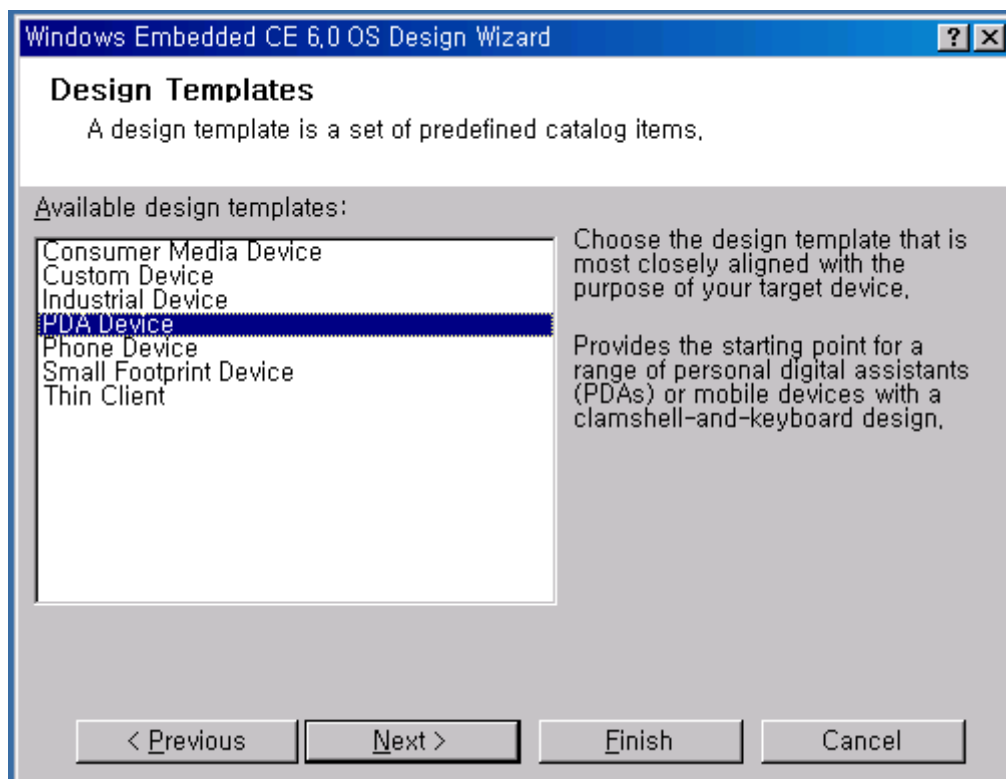 Windows Embedded CE 6.0 OS Design Wizard
Design Templates
A design template is a set of predefined catalog items.
Available design templates:
Consumer Media Device
Custom Device
Industrial Device
PDA Device
Phone Device
Small Footprint Device
Thin Client
Choose the design template that is
most closely aligned with the
purpose of your target device.
Provides the starting point for a
range of personal digital assistants
(PDAs) or mobile devices with a
clamshell-and-keyboard design.
< Previous
Next >
Finish
Cancel